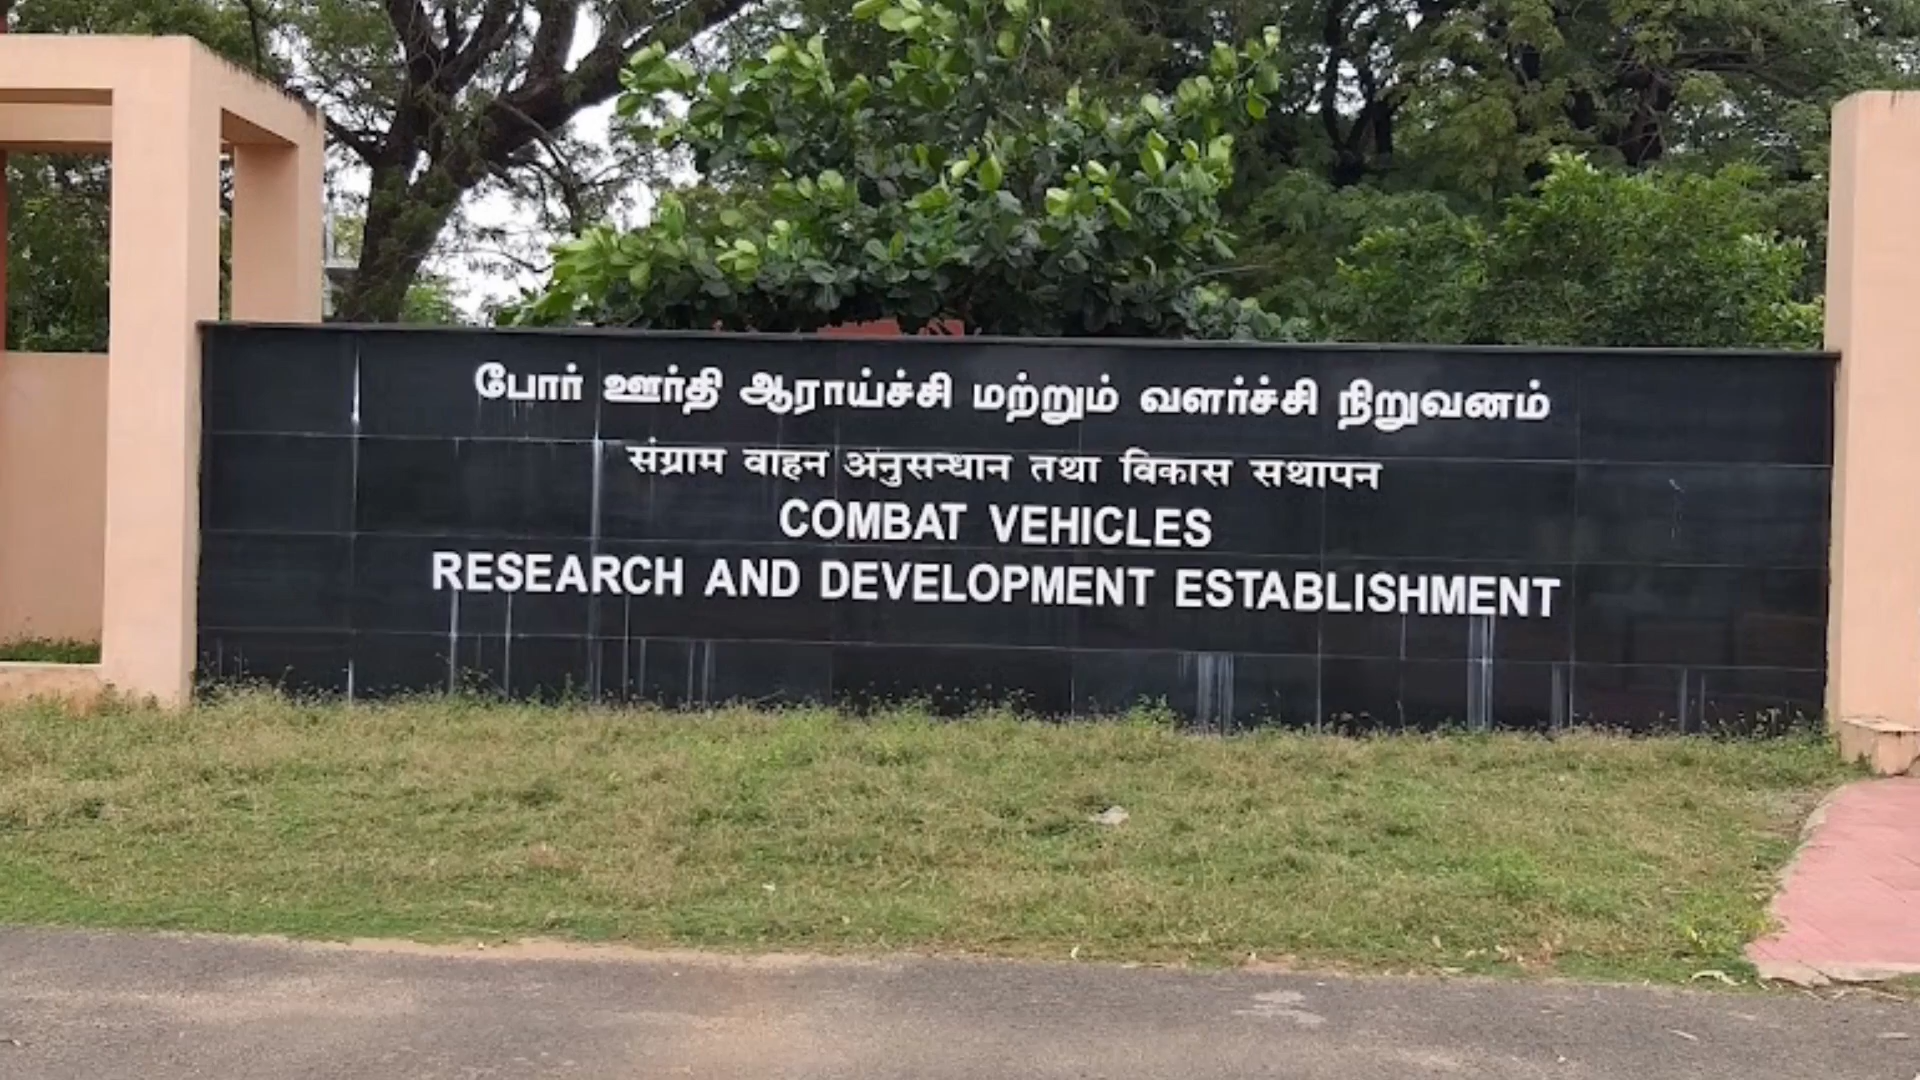 போர் ஊர்தி ஆராய்ச்சி மற்றும் வளர்ச்சி நிறுவனம்
संग्राम वाहन अनुसन्धान तथा विकास सथापन
COMBAT VEHICLES
RESEARCH AND DEVELOPMENT ESTABLISHMENT